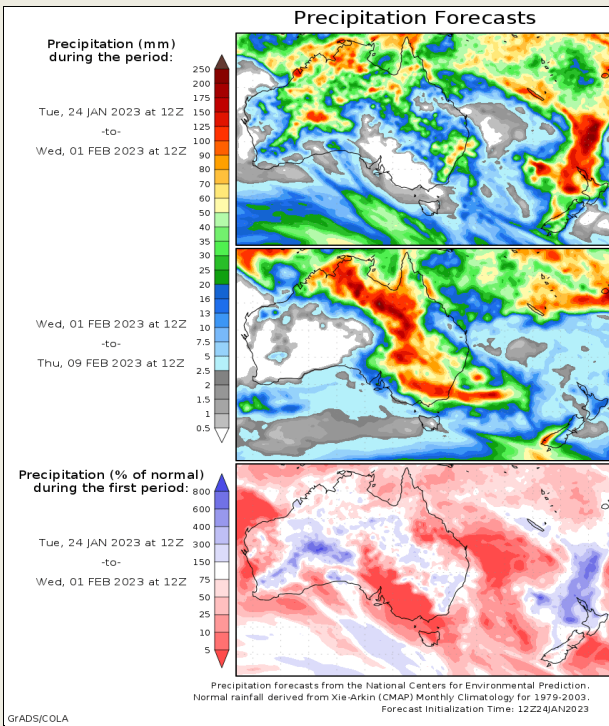 Precipitation Forecasts
Precipitation (mm)
during the period:
Tue, 24 JAN 2023 at 12Z
-to-
Wed, 01 FEB 2023 at 12Z
250
200
175
150
125
100
90
80
70
60
50
40
35
30
25
20
16
13
10
7.5
5
2.5
2
1.5
1
0.5
Wed, 01 FEB 2023 at 12Z
-to-
Thu, 09 FEB 2023 at 12Z
Precipitation (% of normal)
during the first period:
Tue, 24 JAN 2023 at 12Z
-to-
Wed, 01 FEB 2023 at 12Z
800
600
400
300
150
75
50
25
10
5
Precipitation forecasts from the National Centers for Environmental Prediction.
Normal rainfall derived from Xie-Arkin (CMAP) Monthly Climatology for 1979-2003.
Forecast Initialization Time: 12Z24JAN2023
GrADS/COLA